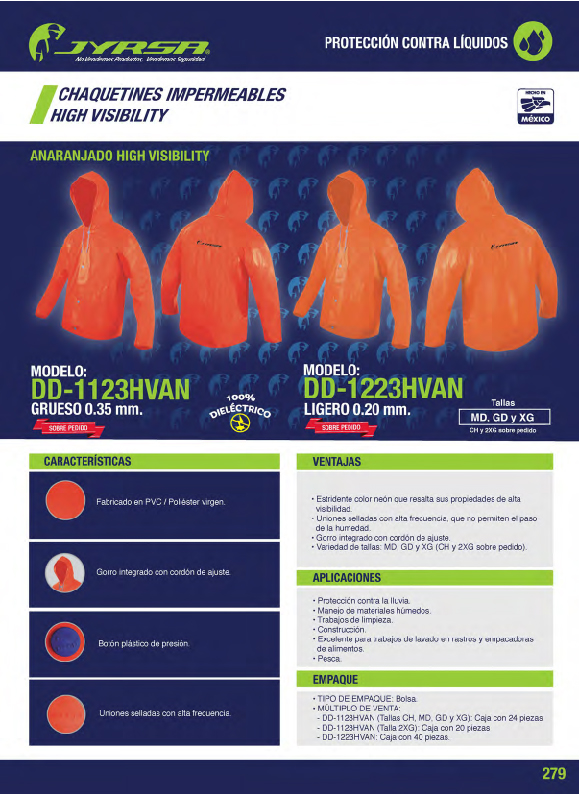 JYRSA®
No Vendemos Productos, Vendemos Seguridad
PROTECCIÓN CONTRA LÍQUIDOS
CHAQUETINES IMPERMEABLES
HIGH VISIBILITY
HECHO EN
MÉXICO
ANARANJADO HIGH VISIBILITY
JYRSA
JYRSA
MODELO:
DD-1123HVAN
GRUESO 0.35 mm.
SOBRE PEDIDO
100%
DIELÉCTRICO
MODELO:
DD-1223HVAN
LIGERO 0.20 mm.
SOBRE PEDIDO
Tallas
MD, GD y XG
CH y 2XG sobre pedido
CARACTERÍSTICAS
Fabricado en PVC / Poliéster virgen.
Gorro integrado con cordón de ajuste.
Botón plástico de presión.
Uniones selladas con alta frecuencia.
VENTAJAS
• Estridente color neón que resalta sus propiedades de alta
visibilidad.
• Uniones selladas con alta frecuencia, que no permiten el paso
de la humedad.
• Gorro integrado con cordón de ajuste.
• Variedad de tallas: MD, GD y XG (CH y 2XG sobre pedido).
APLICACIONES
• Protección contra la lluvia.
• Manejo de materiales húmedos.
• Trabajos de limpieza.
• Construcción.
• Excelente para trabajos de lavado en rastros y empacadoras
de alimentos.
• Pesca.
EMPAQUE
• TIPO DE EMPAQUE: Bolsa.
• MÚLTIPLO DE VENTA:
- DD-1123HVAN (Tallas CH, MD, GD y XG): Caja con 24 piezas
- DD-1123HVAN (Talla 2XG): Caja con 20 piezas
- DD-1223HVAN: Caja con 40 piezas.
279